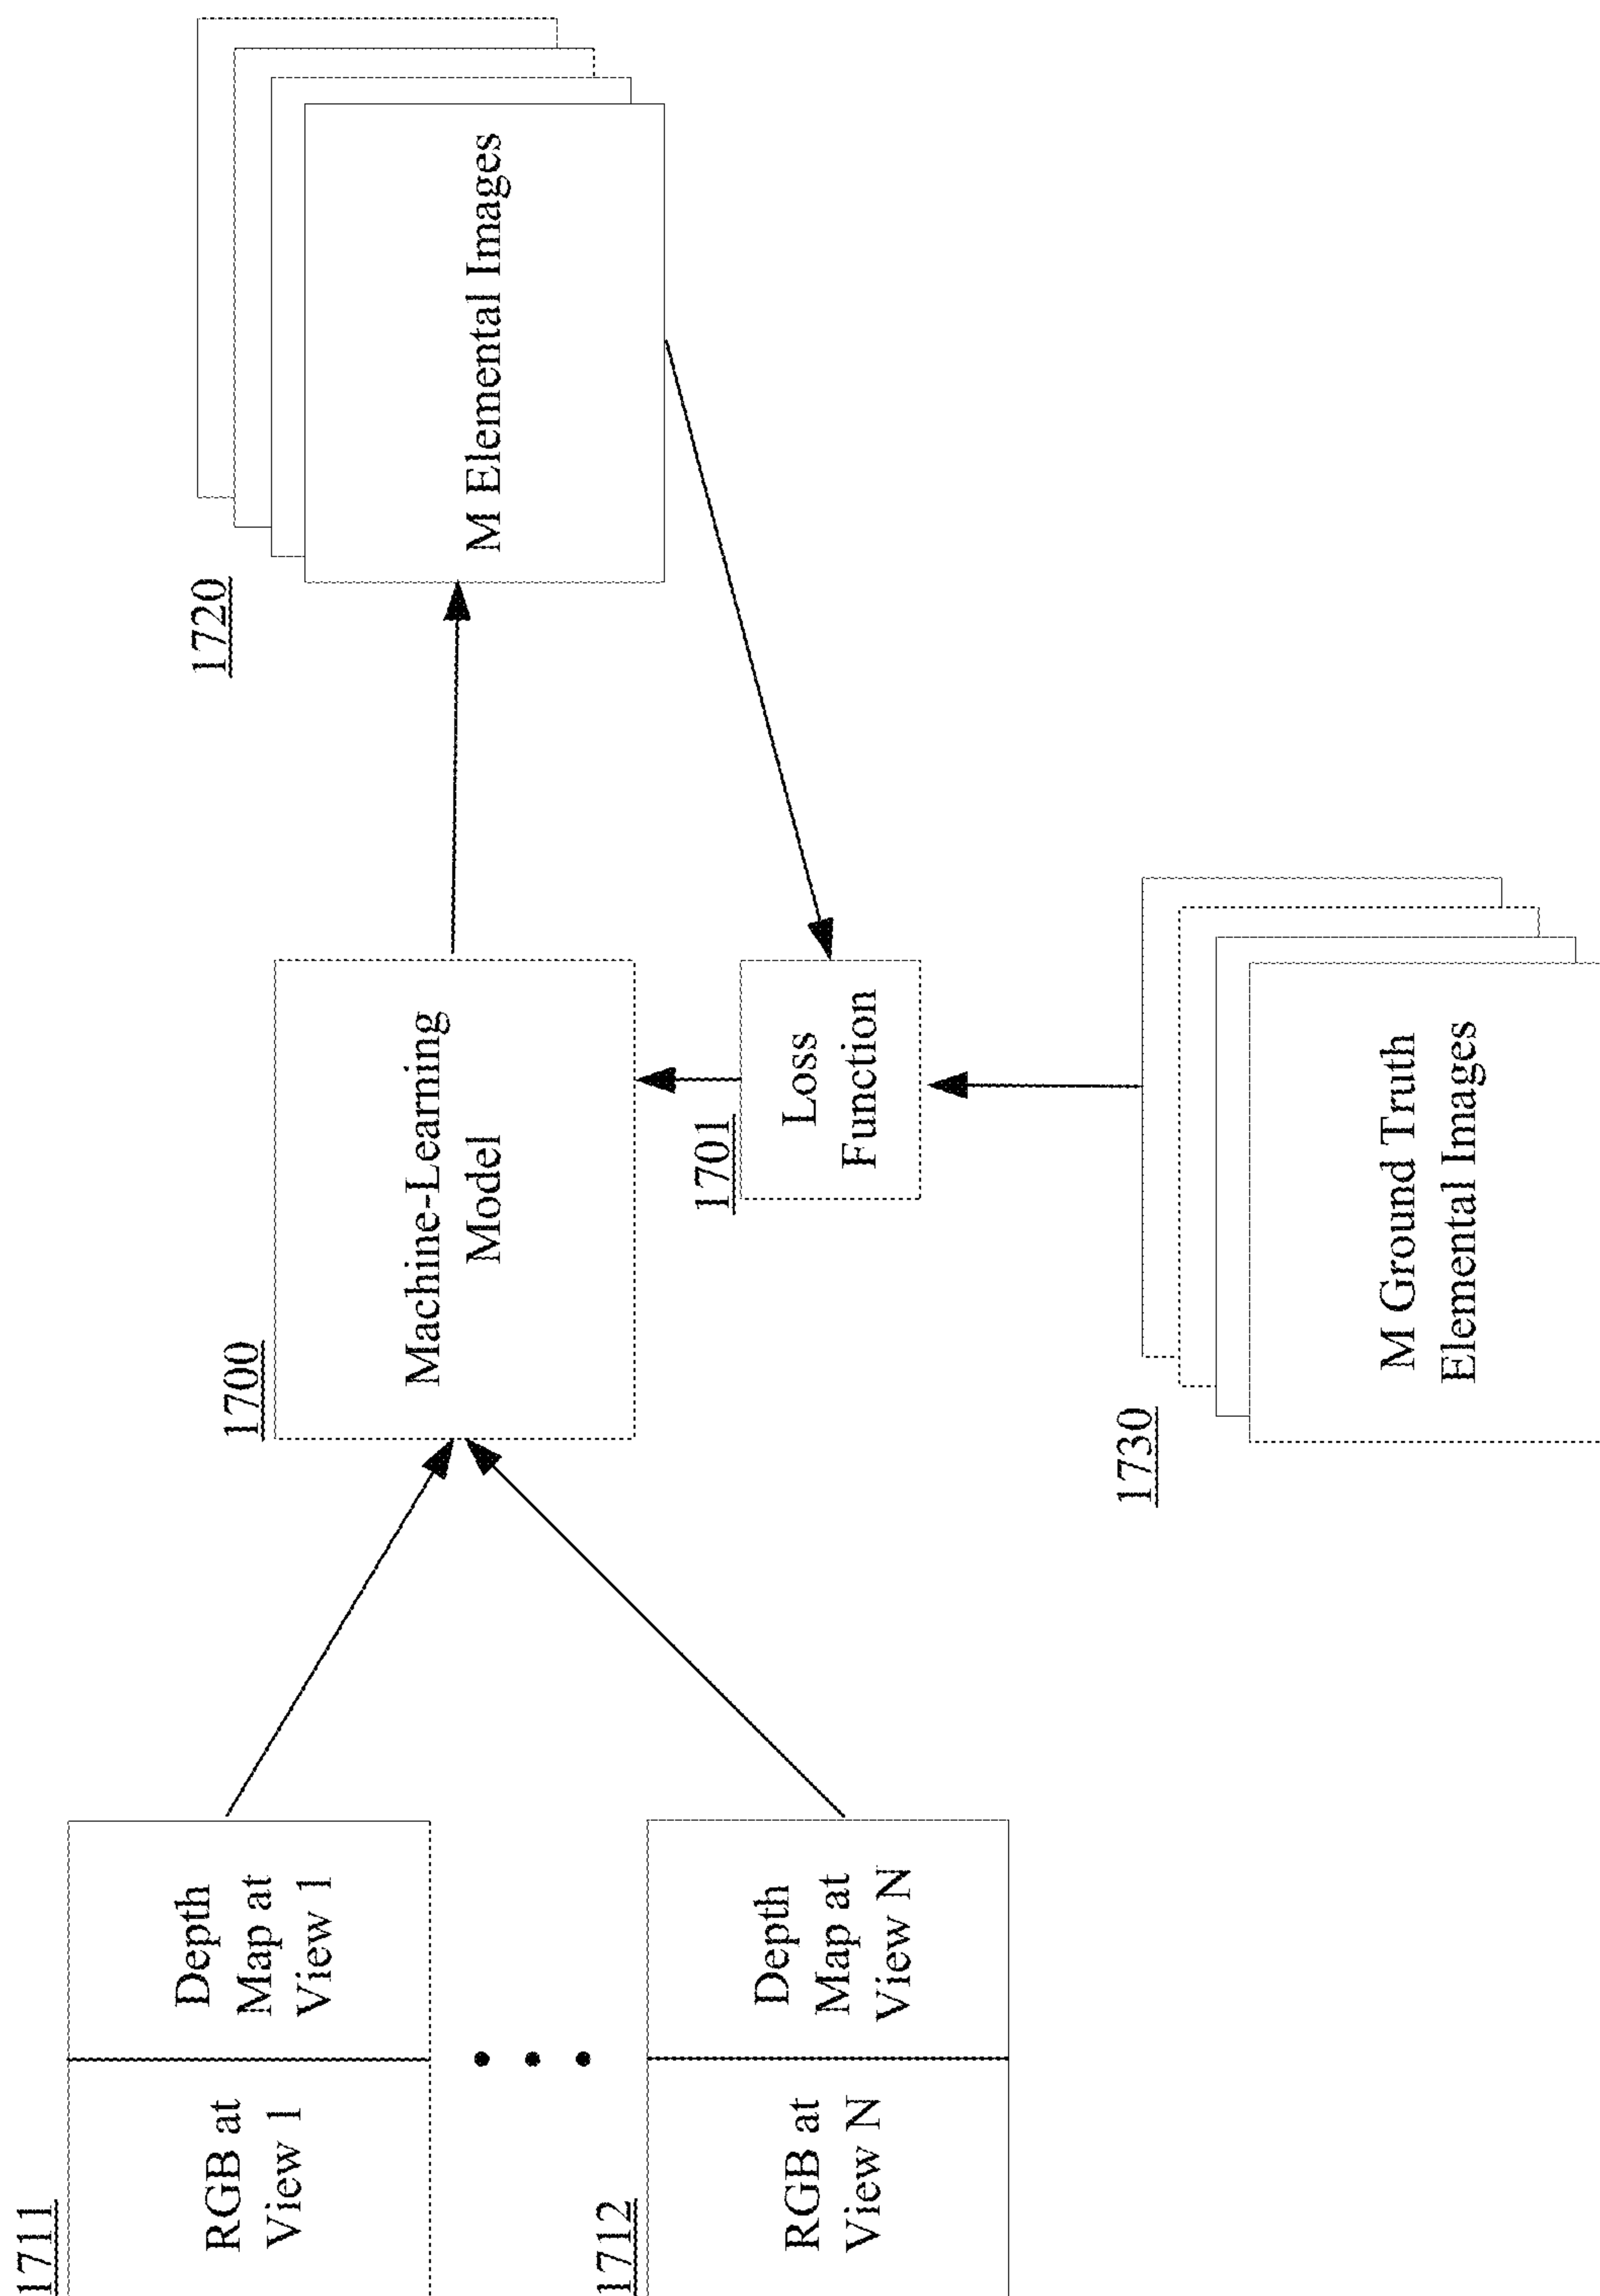 1711
RGB at
View 1
Depth
Map at
View 1
1712
RGB at
View N
Depth
Map at
View N
1700
Machine-Learning
Model
1701
Loss
Function
1720
M Elemental Images
1730
M Ground Truth
Elemental Images